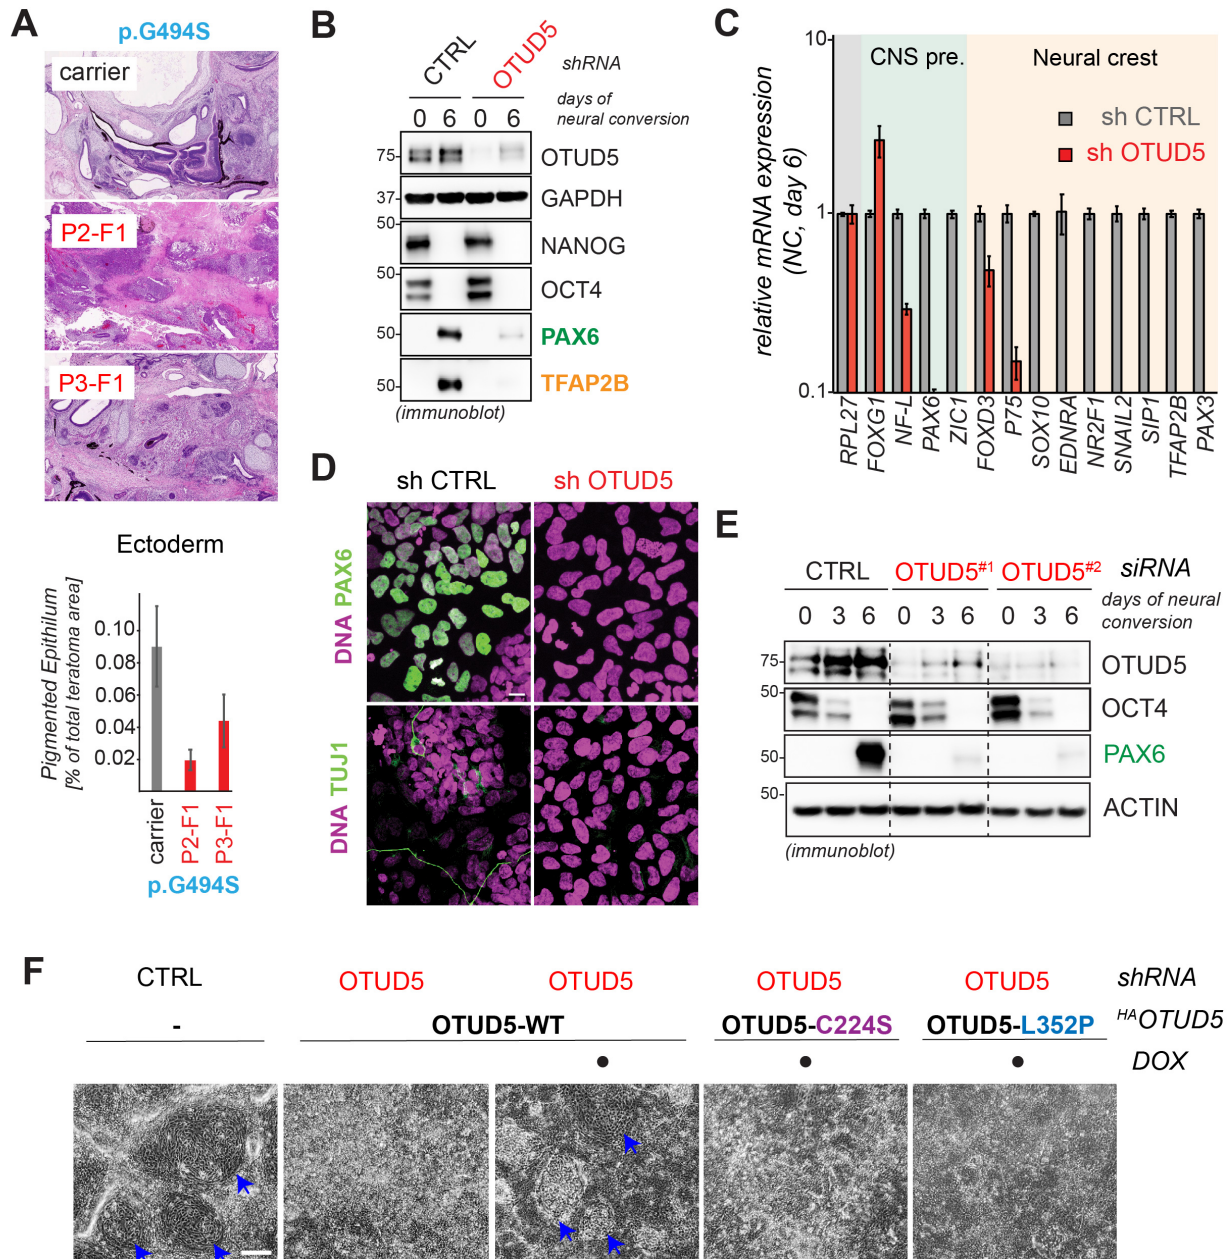 A
p.G494S
carrier
P2-F1
P3-F1
Ectoderm
Pigmented Epithilum
[% of total teratoma area]
0.10
0.08
0.06
0.04
0.02
carrier
P2-F1
P3-F1
p.G494S
B
CTRL
OTUD5
shRNA
days of
neural conversion
0 6 0 6
75
OTUD5
37
GAPDH
50
NANOG
50
OCT4
50
PAX6
50
TFAP2B
(immunoblot)
C
relative mRNA expression
(NC, day 6)
10
1
0.1
CNS pre.
Neural crest
sh CTRL
sh OTUD5
RPL27
FOXG1
NF-L
PAX6
ZIC1
FOXD3
P75
SOX10
EDNRA
NR2F1
SNAIL2
SIP1
TFAP2B
PAX3
D
sh CTRL
sh OTUD5
DNA PAX6
DNA TUJ1
E
CTRL
OTUD5#1
OTUD5#2
siRNA
0 3 6 0 3 6 0 3 6
days of neural
conversion
75
OTUD5
50
OCT4
50
PAX6
50
ACTIN
(immunoblot)
F
CTRL
OTUD5
OTUD5
OTUD5
OTUD5
shRNA
-
OTUD5-WT
OTUD5-C224S
OTUD5-L352P
HAOTUD5
DOX